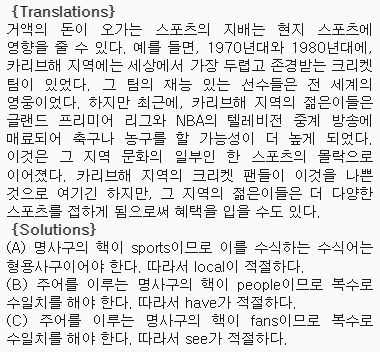 {Translations}
거액의 돈이 오가는 스포츠의 지배는 현지 스포츠에
영향을 줄 수 있다. 예를 들면, 1970년대와 1980년대에,
카리브해 지역에는 세상에서 가장 두렵고 존경받는 크리켓
팀이 있었다. 그 팀의 재능 있는 선수들은 전 세계의
영웅이었다. 하지만 최근에, 카리브해 지역의 젊은이들은
글랜드 프리미어 리그와 NBA의 텔레비전 중계 방송에
매료되어 축구나 농구를 할 가능성이 더 높게 되었다.
이것은 그 지역 문화의 일부인 한 스포츠의 몰락으로
이어졌다. 카리브해 지역의 크리켓 팬들이 이것을 나쁜
것으로 여기긴 하지만, 그 지역의 젊은이들은 더 다양한
스포츠를 접하게 됨으로써 혜택을 입을 수도 있다.
{Solutions}
(A) 명사구의 핵이 sports이므로 이를 수식하는 수식어는
형용사구이어야 한다. 따라서 local이 적절하다.
(B) 주어를 이루는 명사구의 핵이 people이므로 복수로
수일치를 해야 한다. 따라서 have가 적절하다.
(C) 주어를 이루는 명사구의 핵이 fans이므로 복수로
수일치를 해야 한다. 따라서 see가 적절하다.